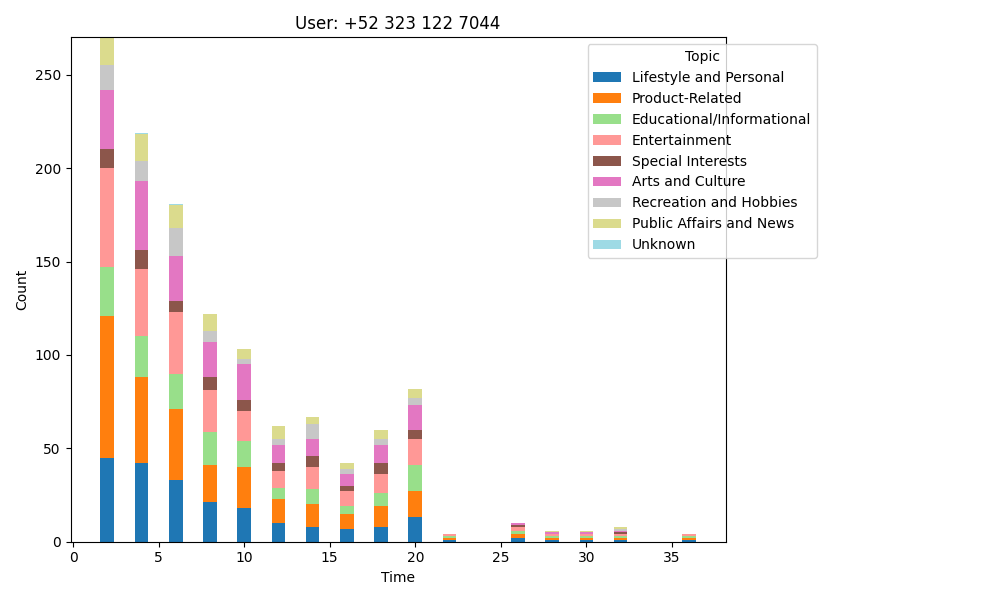 User: +52 323 122 7044
Topic
Lifestyle and Personal
Product-Related
Educational/Informational
Entertainment
Special Interests
Arts and Culture
Recreation and Hobbies
Public Affairs and News
Unknown
Count
250
200
150
100
50
0
0 5 10 15 20 25 30 35
Time